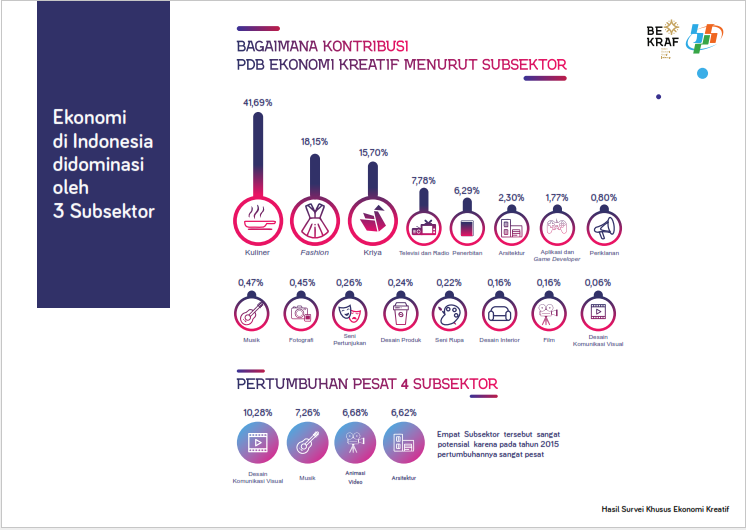 Ekonomi
di Indonesia
didominasi
oleh
3 Subsektor
BAGAIMANA KONTRIBUSI
PDB EKONOMI KREATIF MENURUT SUBSEKTOR
BE
KRAF
41,69%
18,15%
15,70%
7,78%
6,29%
2,30%
1,77%
0,80%
Kuliner
Fashion
Kriya
Televisi dan Radio
Penerbitan
Arsitektur
Aplikasi dan
Game Developer
Periklanan
0,47%
0,45%
0,26%
0,24%
0,22%
0,16%
0,16%
0,06%
Musik
Fotografi
Seni
Pertunjukan
Desain Produk
Seni Rupa
Desain Interior
Film
Desain
Komunikasi Visual
PERTUMBUHAN PESAT 4 SUBSEKTOR
10,28%
7,26%
6,68%
6,62%
Desain
Komunikasi Visual
Musik
Animasi
Video
Arsitektur
Empat Subsektor tersebut sangat
potensial karena pada tahun 2015
pertumbuhannya sangat pesat
Hasil Survei Khusus Ekonomi Kreatif